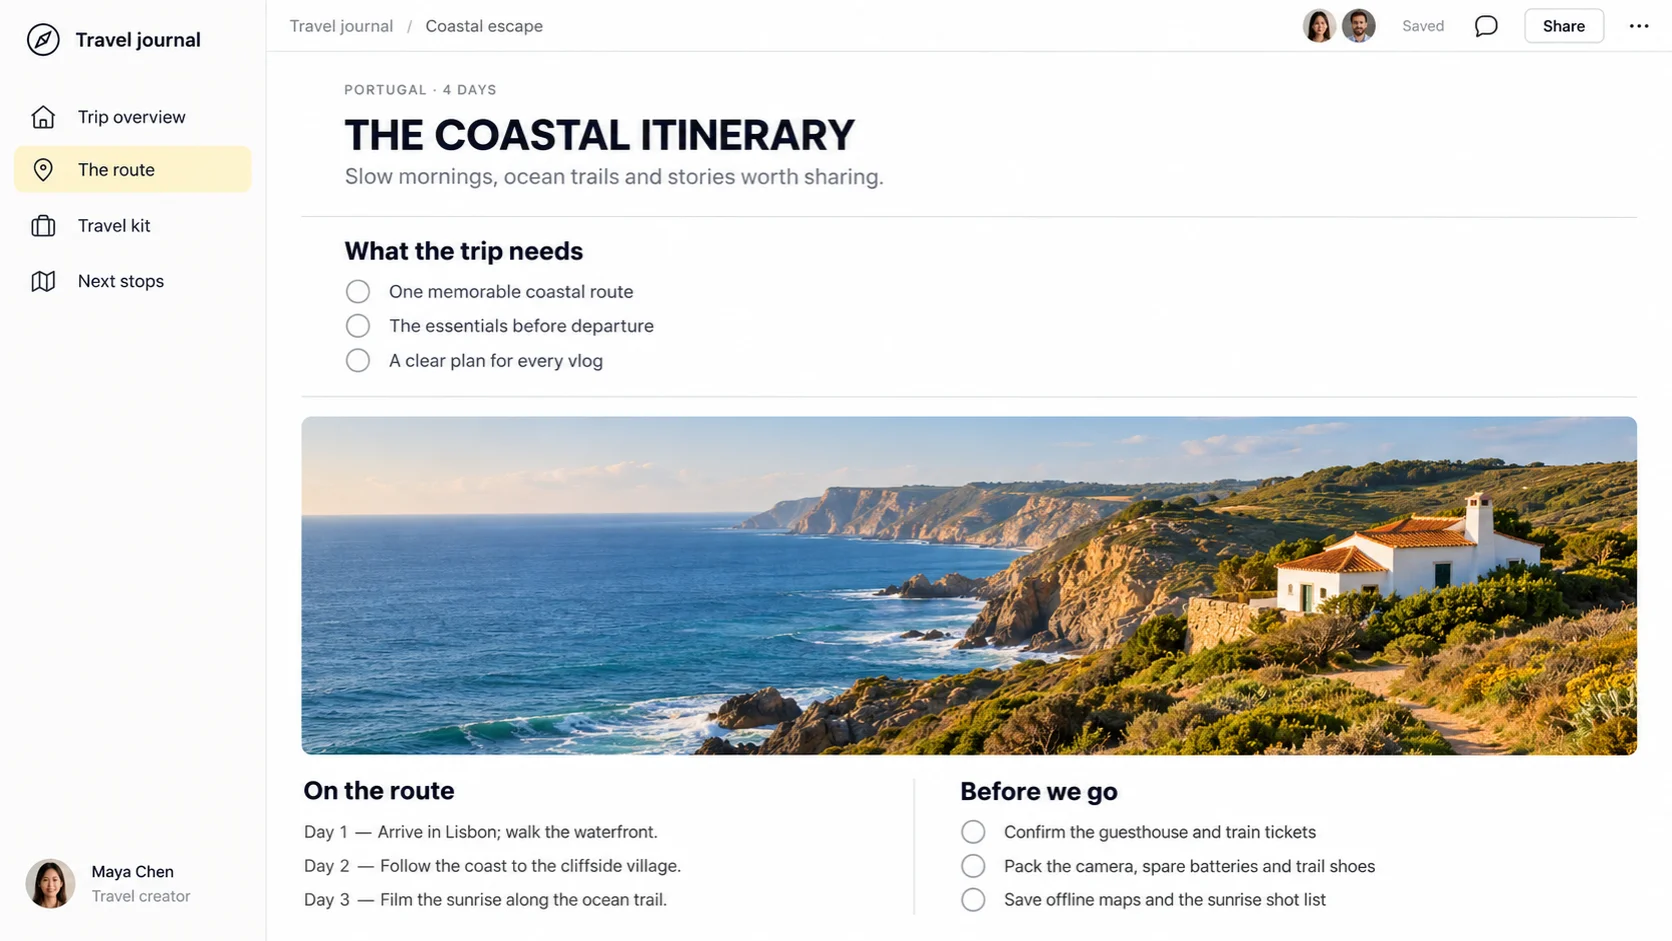 Travel journal
Trip overview
The route
Travel kit
Next stops
Maya Chen
Travel creator
Travel journal / Coastal escape
Saved
Share
PORTUGAL · 4 DAYS
THE COASTAL ITINERARY
Slow mornings, ocean trails and stories worth sharing.
What the trip needs
One memorable coastal route
The essentials before departure
A clear plan for every vlog
On the route
Day 1 — Arrive in Lisbon; walk the waterfront.
Day 2 — Follow the coast to the cliffside village.
Day 3 — Film the sunrise along the ocean trail.
Before we go
Confirm the guesthouse and train tickets
Pack the camera, spare batteries and trail shoes
Save offline maps and the sunrise shot list